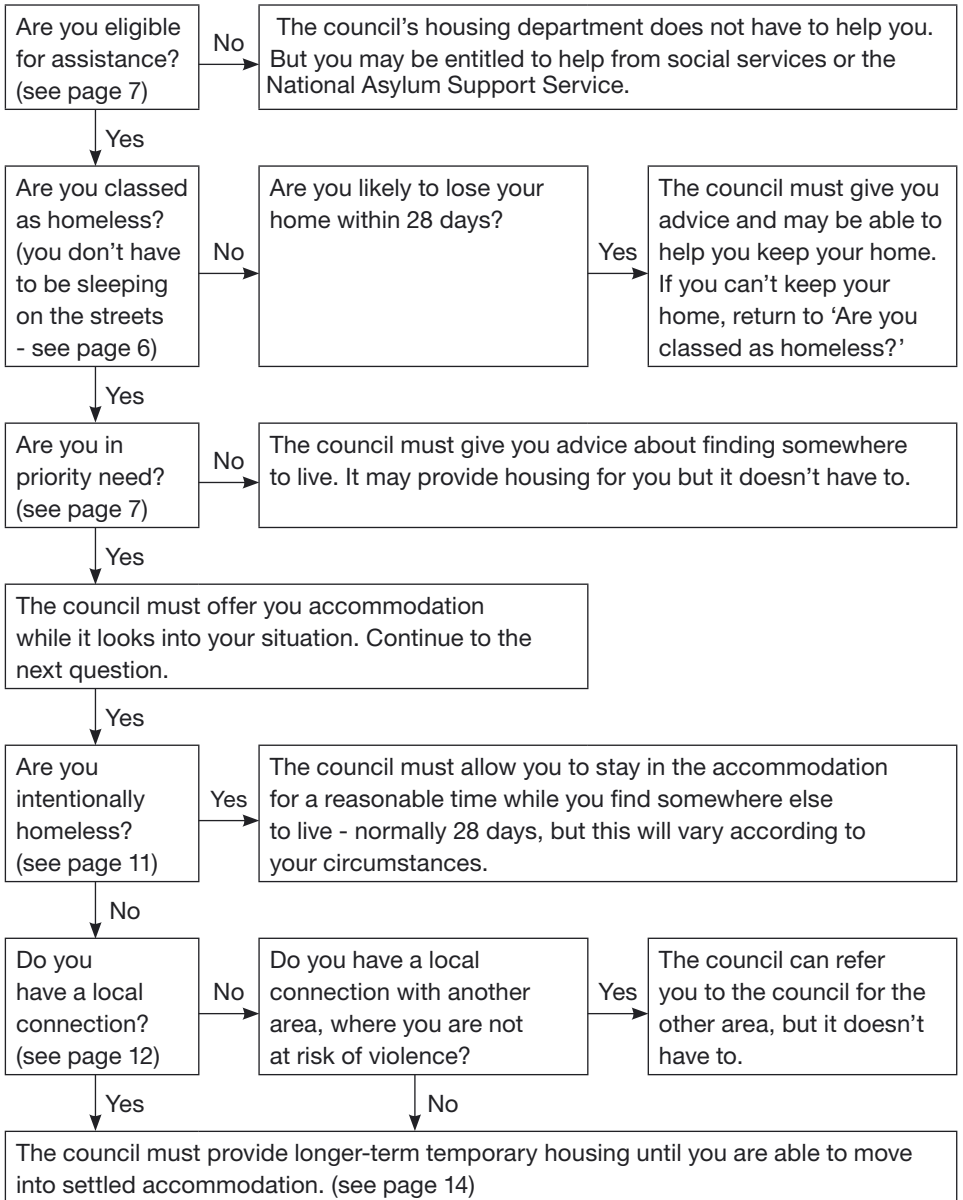 Are you eligible
for assistance?
(see page 7)
No
The council's housing department does not have to help you.
But you may be entitled to help from social services or the
National Asylum Support Service.
Yes
Are you classed
as homeless?
(you don't have
to be sleeping
on the streets
- see page 6)
No
Are you likely to lose your
home within 28 days?
Yes
The council must give you
advice and may be able to
help you keep your home.
If you can't keep your
home, return to 'Are you
classed as homeless?'
Yes
Are you in
priority need?
(see page 7)
No
The council must give you advice about finding somewhere
to live. It may provide housing for you but it doesn't have to.
Yes
The council must offer you accommodation
while it looks into your situation. Continue to the
next question.
Yes
Are you
intentionally
homeless?
(see page 11)
Yes
The council must allow you to stay in the accommodation
for a reasonable time while you find somewhere else
to live - normally 28 days, but this will vary according to
your circumstances.
No
Do you
have a local
connection?
(see page 12)
No
Do you have a local
connection with another
area, where you are not
at risk of violence?
Yes
The council can refer
you to the council for the
other area, but it doesn't
have to.
Yes
No
The council must provide longer-term temporary housing until you are able to move
into settled accommodation. (see page 14)